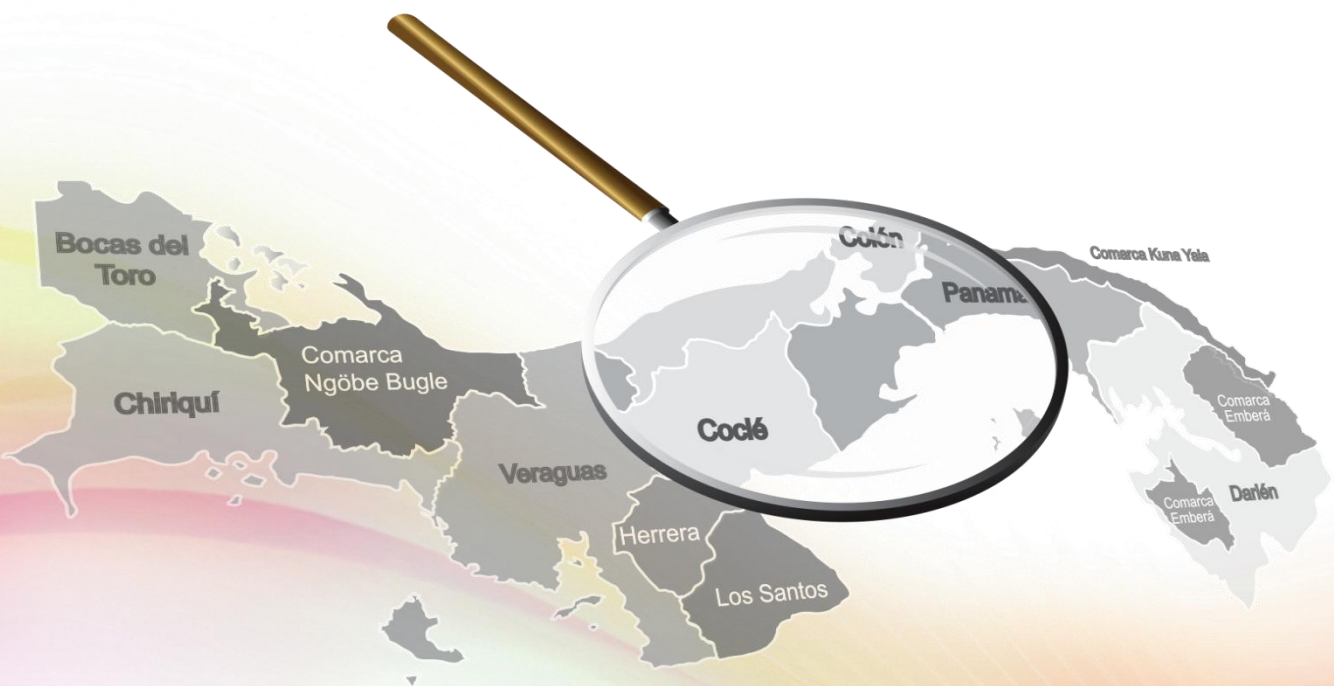 Bocas del
Toro
Chiriquí
Comarca
Ngöbe Bugle
Veraguas
Herrera
Los Santos
Coclé
Colón
Panamá
Comarca Kuna Yala
Comarca
Emberá
Comarca
Emberá
Darlén